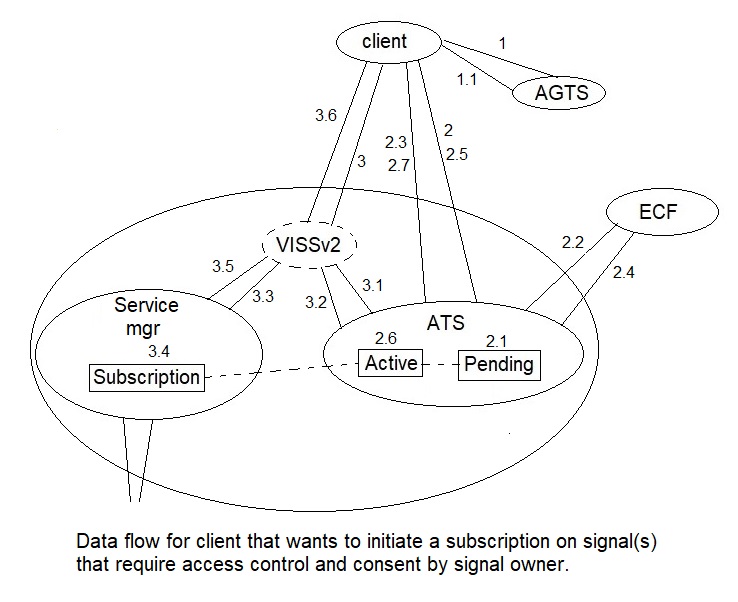 client
1
1.1
AGTS
3.6
3
2.3
2.7
2
2.5
ECF
2.2
2.4
VISSv2
3.5
3.3
3.2
3.1
Service
mgr
3.4
Subscription
ATS
2.6
Active
2.1
Pending
Data flow for client that wants to initiate a subscription on signal(s)
that require access control and consent by signal owner.